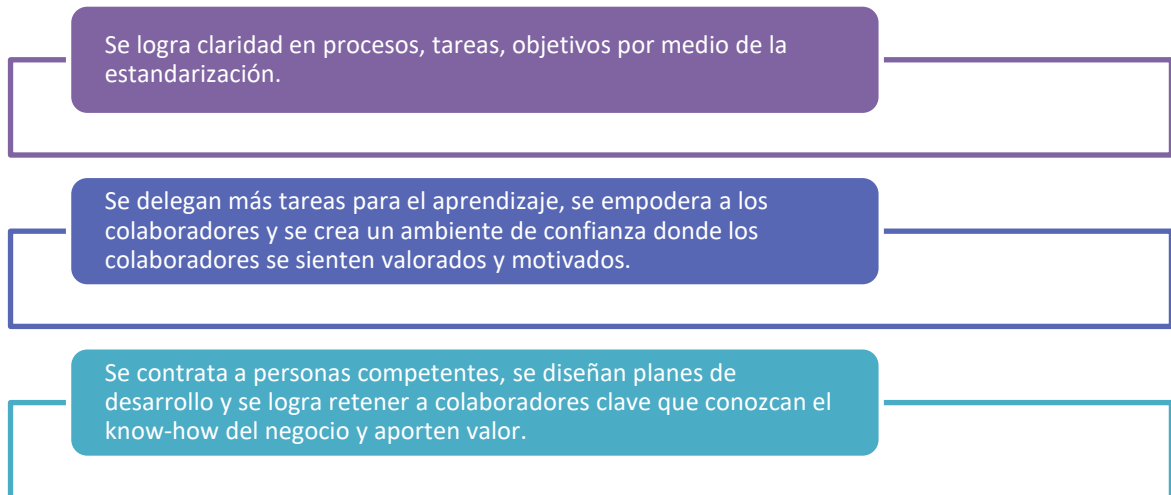 Se logra claridad en procesos, tareas, objetivos por medio de la
estandarización.
Se delegan más tareas para el aprendizaje, se empodera a los
colaboradores y se crea un ambiente de confianza donde los
colaboradores se sienten valorados y motivados.
Se contrata a personas competentes, se diseñan planes de
desarrollo y se logra retener a colaboradores clave que conozcan el
know-how del negocio y aporten valor.